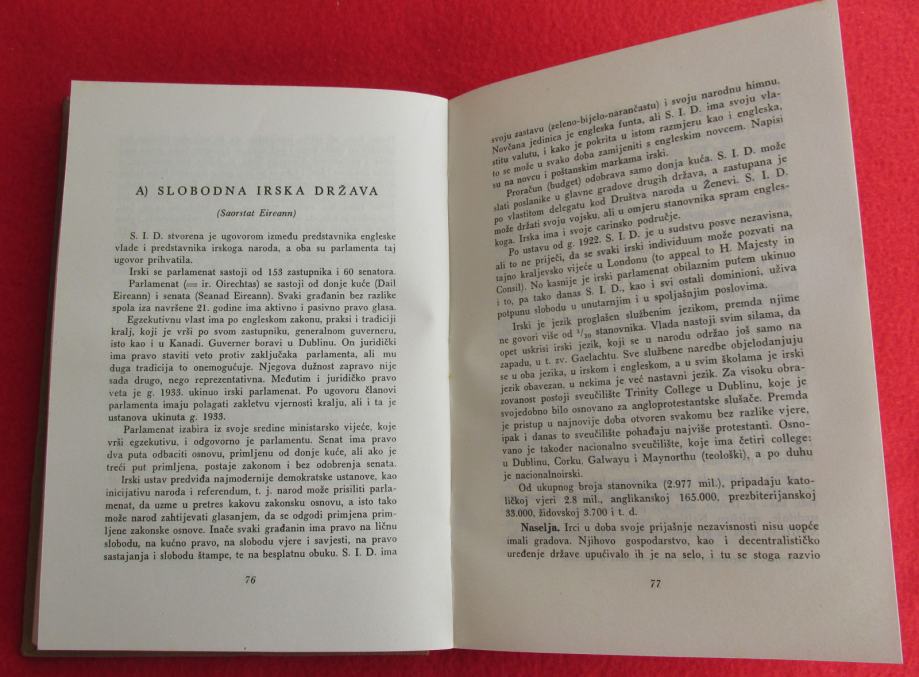 A) SLOBODNA IRSKA DRŽAVA
(Saorstat Eireann)
S. I. D. stvorena je ugovorom između predstavnika engleske
vlade i predstavnika irskoga naroda, a oba su parlamenta taj
ugovor prihvatila.
Irski se parlamenat sastoji od 153 zastupnika i 60 senatora.
Parlamenat (= ir. Oirechtas) se sastoji od donje kuće (Dail
Eireann) i senata (Seanad Eireann). Svaki građanin bez razlike
spola iza navršene 21. godine ima aktivno i pasivno pravo glasa.
Egzekutivnu vlast ima po engleskom zakonu, praksi i tradiciji
kralj, koji je vrši po svom zastupniku, generalnom guverneru,
isto kao i u Kanadi. Guverner boravi u Dublinu. On juridički
ima pravo staviti veto protiv zaključaka parlamenta, ali mu
duga tradicija to onemogućuje. Njegova dužnost zapravo nije
sada drugo, nego reprezentativna. Međutim i juridičko pravo
veta je g. 1933. ukinuo irski parlamenat. Po ugovoru članovi
parlamenta imaju polagati zakletvu vjernosti kralju, ali i ta je
ustanova ukinuta g. 1933.
Parlamenat izabira iz svoje sredine ministarsko vijeće, koje
vrši egzekutivu, i odgovorno je parlamentu. Senat ima pravo
dva puta odbaciti osnovu, primljenu od donje kuće, ali ako je
treći put primljena, postaje zakonom i bez odobrenja senata.
Irski ustav predviđa najmodernije demokratske ustanove, kao
inicijativu naroda i referendum, t. j. narod može prisiliti parla-
menat, da uzme u pretres kakovu zakonsku osnovu, a isto tako
može narod zahtijevati glasanjem, da se odgodi primjena prim-
ljene zakonske osnove. Inače svaki građanin ima pravo na ličnu
slobodu, na kućno pravo, na slobodu vjere i savjesti, na pravo
sastajanja i slobodu štampe, te na besplatnu obuku. S. I. D. ima
76
svoju zastavu (zeleno-bijelo-narančastu) i svoju narodnu himnu.
Novčana jedinica je engleska funta, ali S. I. D. ima svoju vla-
stitu valutu, i kako je pokrita u istom razmjeru kao i engleska,
to se može u svako doba zamijeniti s engleskim novcem. Napisi
su na novcu i poštanskim markama irski.
Proračun (budget) odobrava samo donja kuća. S. I. D. može
slati poslanike u glavne gradove drugih država, a zastupana je
po vlastitom delegatu kod Društva naroda u Ženevi. S. I. D.
može držati svoju vojsku, ali u omjeru stanovnika spram engles-
koga. Irska ima i svoje carinsko područje.
Po ustavu od g. 1922. S. I. D. je u sudstvu posve nezavisna,
ali to ne priječi, da se svaki irski individuum može pozvati na
tajno kraljevsko vijeće u Londonu (to appeal to H. Majesty in
Consil). No kasnije je irski parlamenat obilaznim putem ukinuo
i to, pa tako danas S. I. D., kao i svi ostali dominioni, uživa
potpunu slobodu u unutarnjim i u spoljašnjim poslovima.
Irski je jezik proglašen službenim jezikom, premda njime
ne govori više od 1/30 stanovnika. Vlada nastoji svim silama, da
opet uskrisi irski jezik, koji se u narodu održao još samo na
zapadu, u t. zv. Gaelachtu. Sve službene naredbe objelodanjuju
se u oba jezika, u irskom i engleskom, a u svim školama je irski
jezik obavezan, u nekima je već nastavni jezik. Za visoku obra-
zovanost postoji sveučilište Trinity College u Dublinu, koje je
svojedobno bilo osnovano za angloprotestantske slušače. Premda
je pristup u najnovije doba otvoren svakomu bez razlike vjere,
ipak i danas to sveučilište pohađaju najviše protestanti. Osno-
vano je također nacionalno sveučilište, koje ima četiri college:
u Dublinu, Corku, Galwayu i Maynorthu (teološki), a po duhu
je nacionalnoirski.
Od ukupnog broja stanovnika (2.977 mil.), pripadaju kato-
ličkoj vjeri 2.8 mil., anglikanskoj 165.000, prezbiterijanskoj
33.000, židovskoj 3.700 i t. d.
Naselja. Irci u doba svoje prijašnje nezavisnosti nisu uopće
imali gradova. Njihovo gospodarstvo, kao i decentralističko
uređenje države upućivalo ih je na selo, i tu se stoga razvio
77